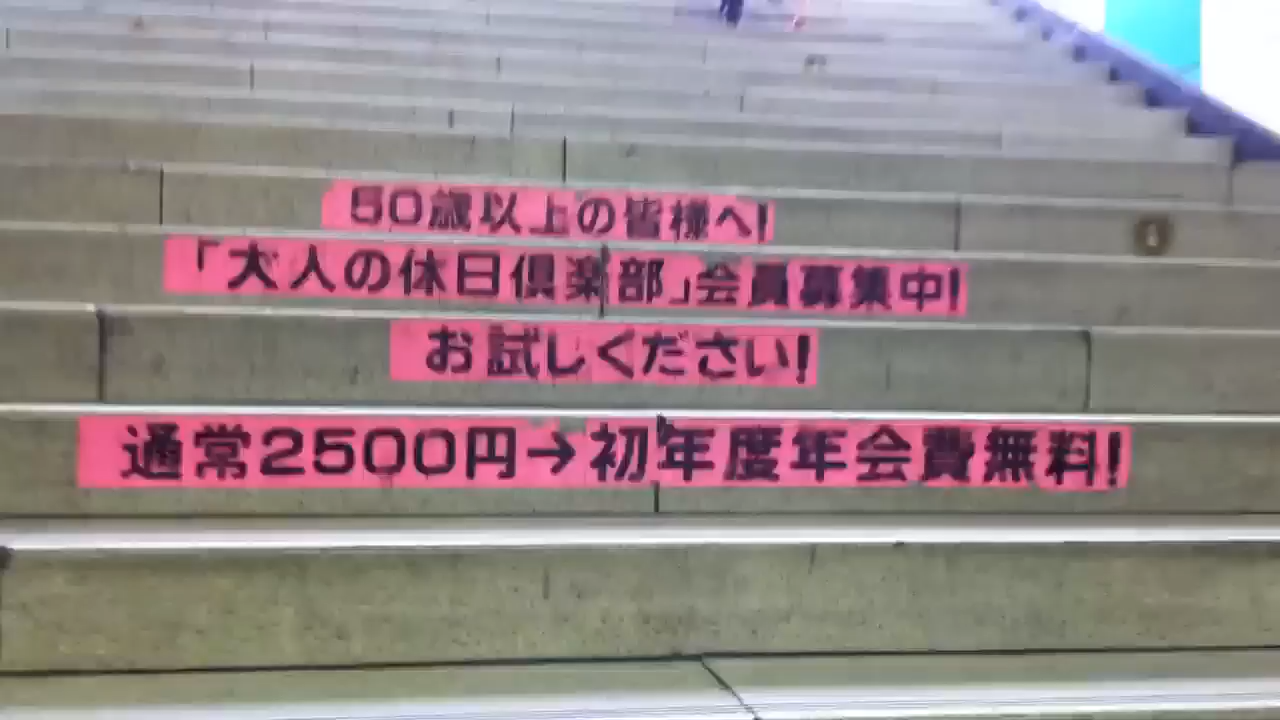 50歳以上の皆様へ!
「大人の休日倶楽部」会員募集中!
お試しください!
通常2500円→初年度年会費無料!